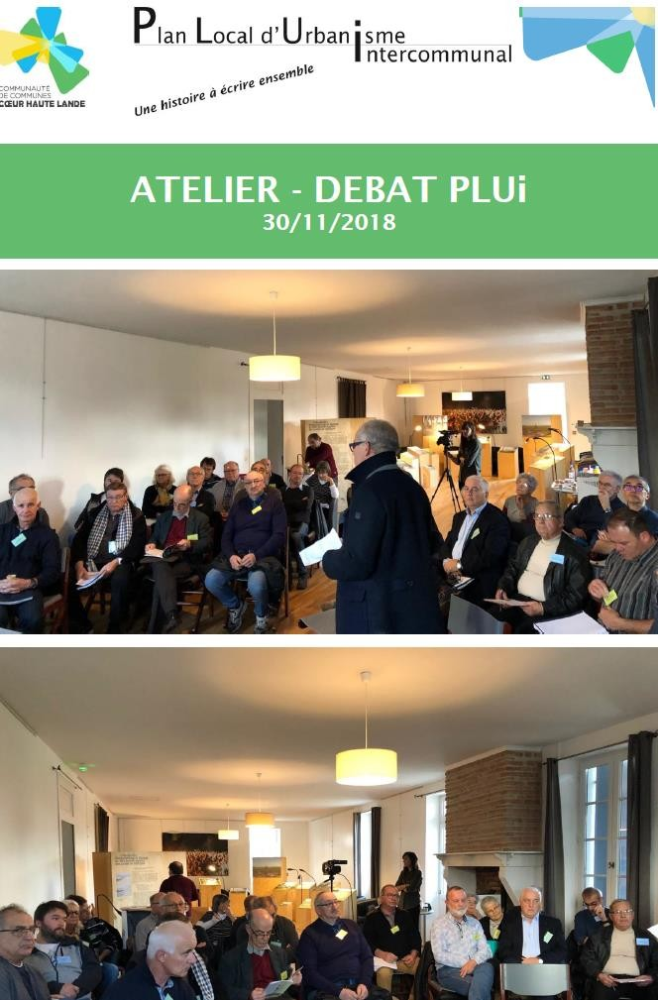 COMMUNAUTÉ
DE COMMUNES
CŒUR HAUTE LANDE
Plan Local d'Urbanisme
Intercommunal
Une histoire à écrire ensemble
ATELIER - DEBAT PLUi
30/11/2018